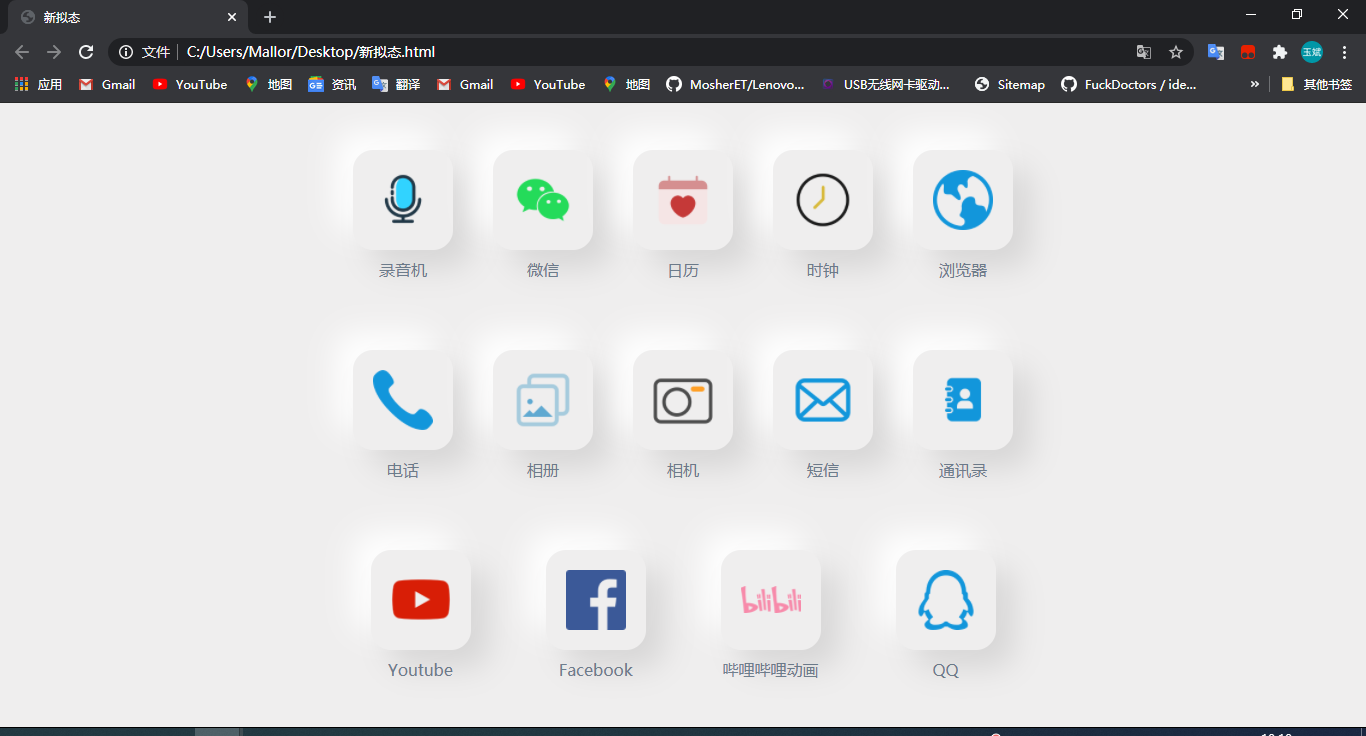 新拟态
文件 C:/Users/Mallor/Desktop/新拟态.html
玉斌
应用 Gmail YouTube 地图 资讯 翻译 Gmail YouTube 地图 MosherET/Lenovo... USB无线网卡驱动... Sitemap FuckDoctors / ide... » 其他书签
录音机 微信 日历 时钟 浏览器
电话 相册 相机 短信 通讯录
bilibili
Youtube Facebook 哔哩哔哩动画 QQ